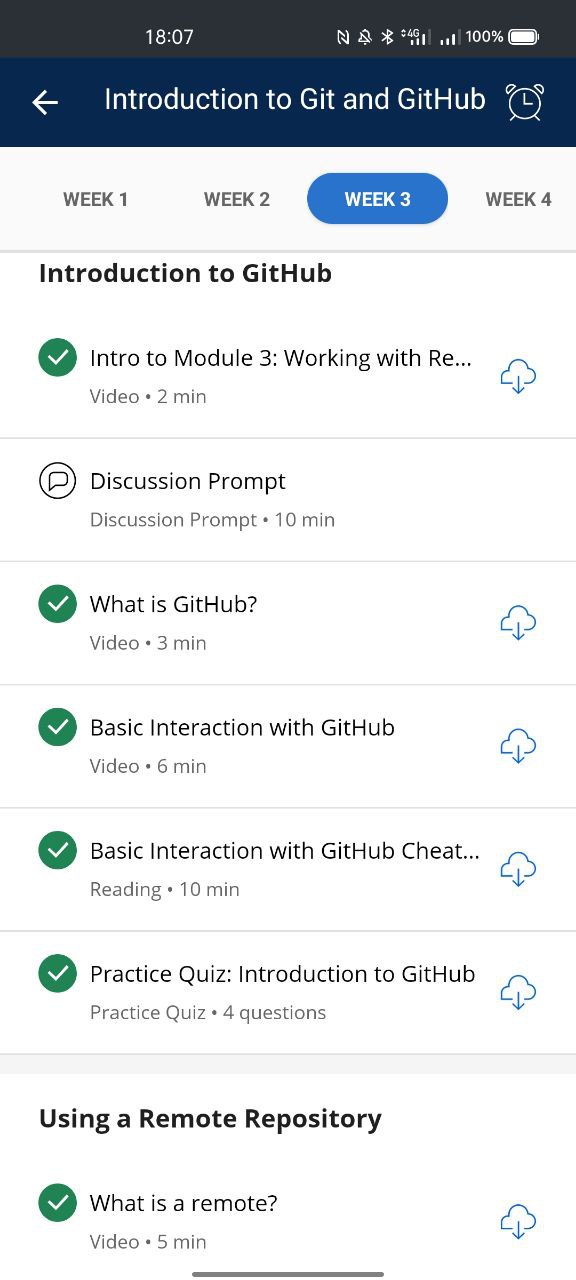 18:07 4G 100%
Introduction to Git and GitHub
WEEK 1 WEEK 2 WEEK 3 WEEK 4
Introduction to GitHub
Intro to Module 3: Working with Re...
Video • 2 min
Discussion Prompt
Discussion Prompt • 10 min
What is GitHub?
Video • 3 min
Basic Interaction with GitHub
Video • 6 min
Basic Interaction with GitHub Cheat...
Reading • 10 min
Practice Quiz: Introduction to GitHub
Practice Quiz • 4 questions
Using a Remote Repository
What is a remote?
Video • 5 min